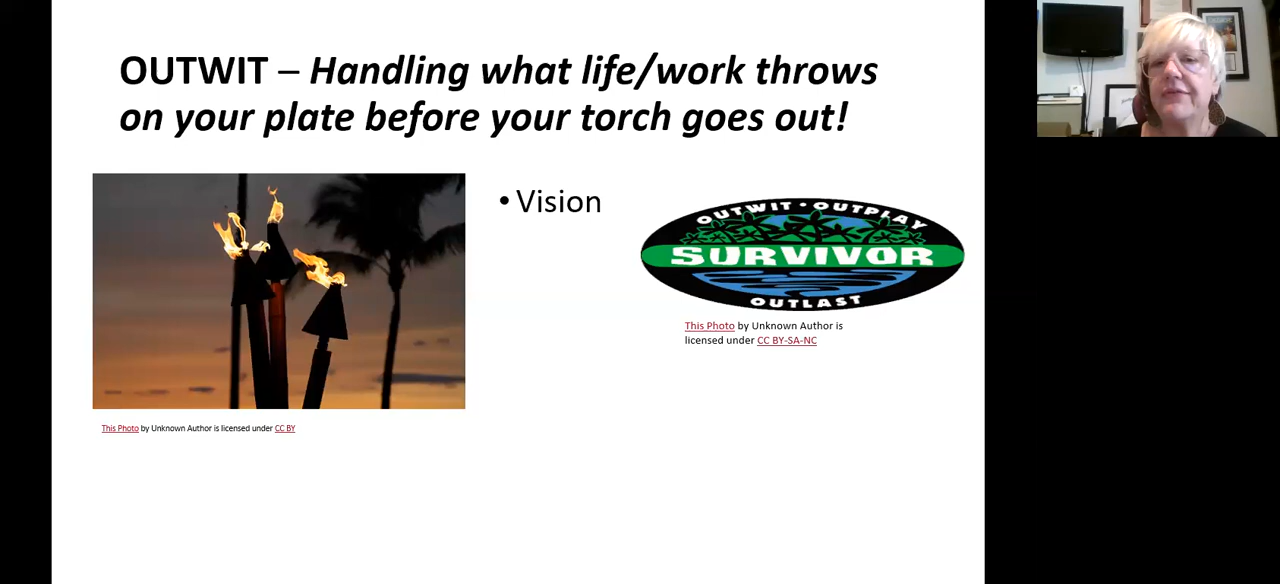 OUTWIT – Handling what life/work throws
on your plate before your torch goes out!
• Vision
OUTWIT • OUTPLAY
SURVIVOR
OUTLAST
This Photo by Unknown Author is
licensed under CC BY-SA-NC
This Photo by Unknown Author is licensed under CC BY